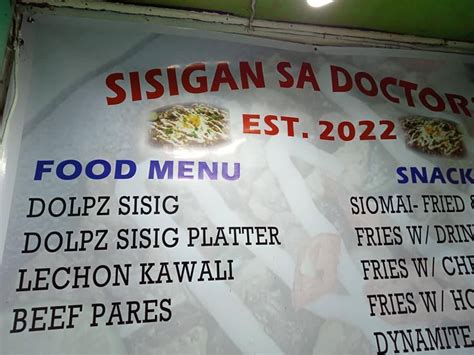 SISIGAN SA DOCTOR
EST. 2022
FOOD MENU
DOLPZ SISIG
DOLPZ SISIG PLATTER
LECHON KAWALI
BEEF PARES
SNACK
SIOMAI- FRIED &
FRIES W/ DRIN
FRIES W/ CHE
FRIES W/ HO
DYNAMITE